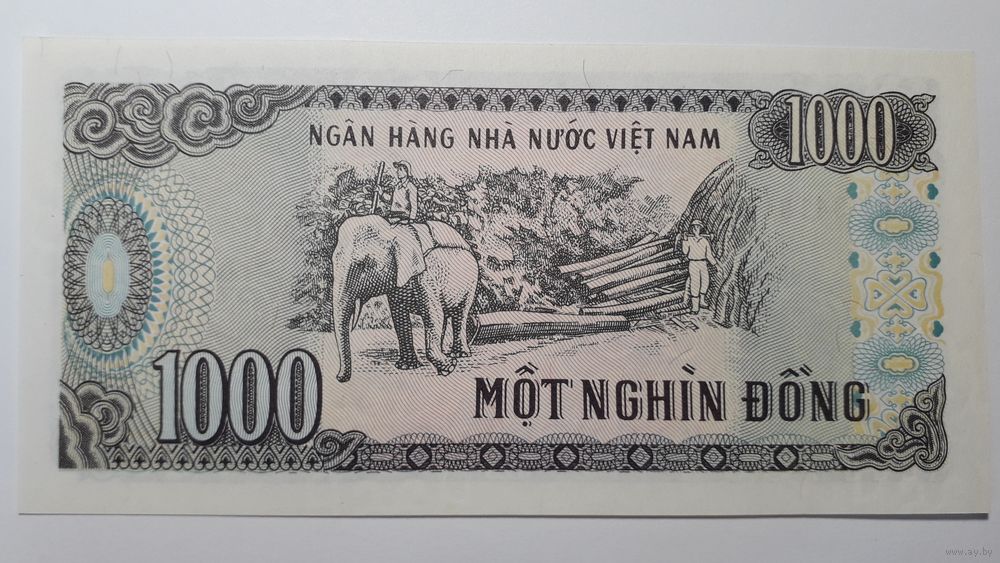 NGÂN HÀNG NHÀ NƯỚC VIỆT NAM
1000
1000
MỘT NGHÌN ĐỒNG
www.ay.by